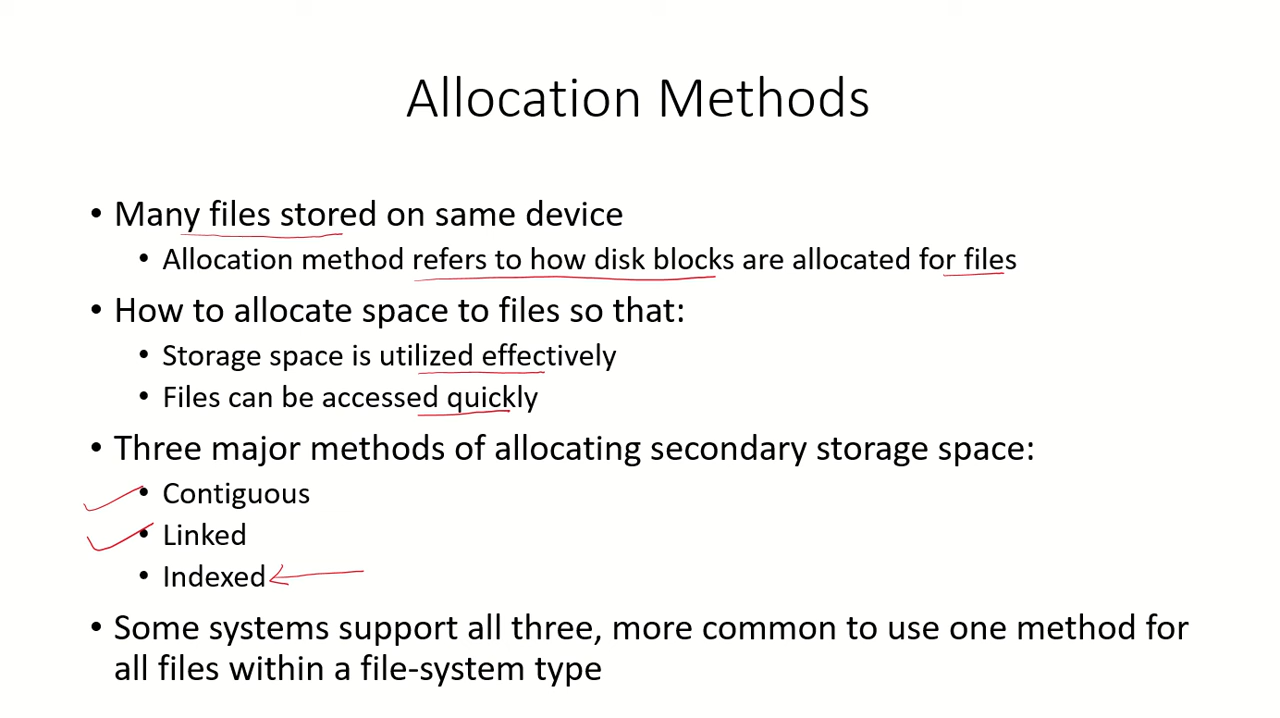 Allocation Methods
• Many files stored on same device
• Allocation method refers to how disk blocks are allocated for files
• How to allocate space to files so that:
• Storage space is utilized effectively
• Files can be accessed quickly
• Three major methods of allocating secondary storage space:
• Contiguous
• Linked
• Indexed
• Some systems support all three, more common to use one method for
all files within a file-system type